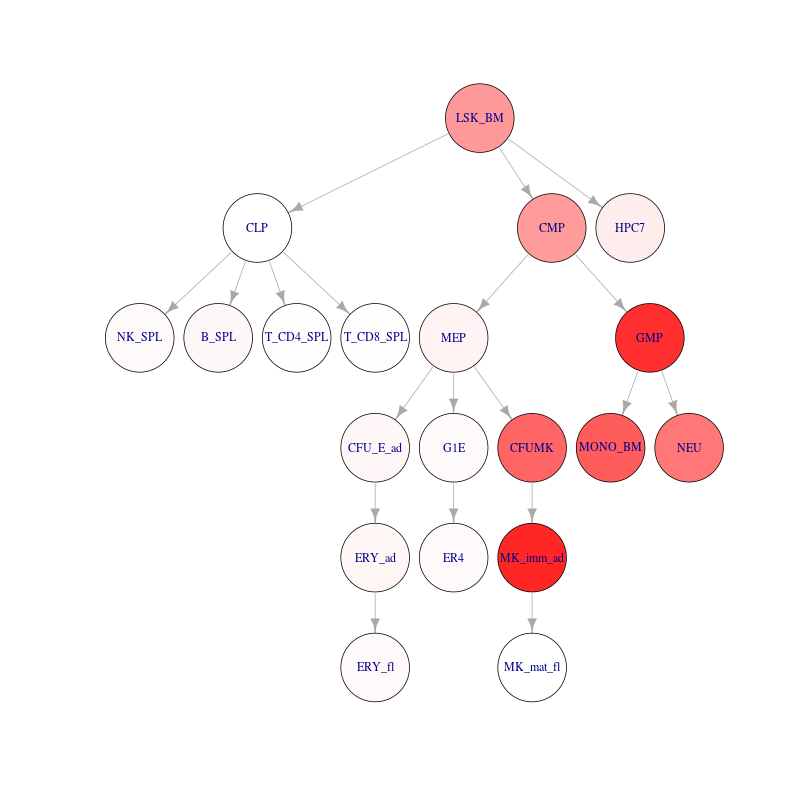 LSK_BM
CLP
CMP
HPC7
NK_SPL
B_SPL
T_CD4_SPL
T_CD8_SPL
MEP
GMP
CFU_E_ad
G1E
CFUMK
MONO_BM
NEU
ERY_ad
ER4
MK_imm_ad
ERY_fl
MK_mat_fl